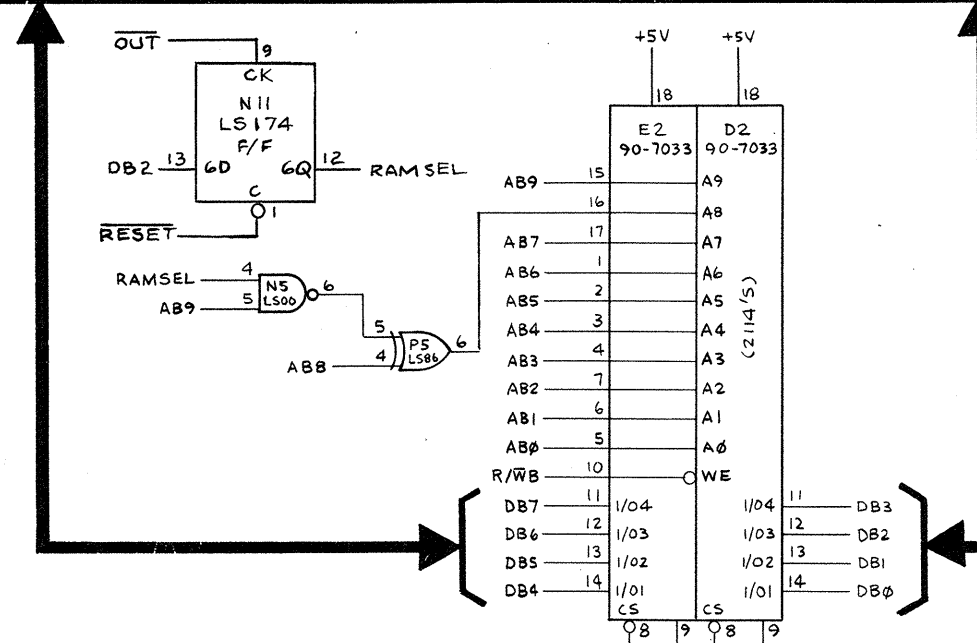 OUT
9
CK
N11
LS174
F/F
DB2 13 6D 6Q 12 RAMSEL
C
1
RESET
RAMSEL 4
N5
LS00
6
AB9 5
5
P5
LS86
6
AB8 4
+5V +5V
18 18
E2 D2
90-7033 90-7033
AB9 15 A9
16 A8
AB7 17 A7
AB6 1 A6
AB5 2 A5
AB4 3 A4
AB3 4 A3
AB2 7 A2
AB1 6 A1
ABØ 5 AØ
(2114'S)
R/WB 10 WE
DB7 11 I/O4 I/O4 11 DB3
DB6 12 I/O3 I/O3 12 DB2
DB5 13 I/O2 I/O2 13 DB1
DB4 14 I/O1 I/O1 14 DBØ
CS CS
8 9 8 9